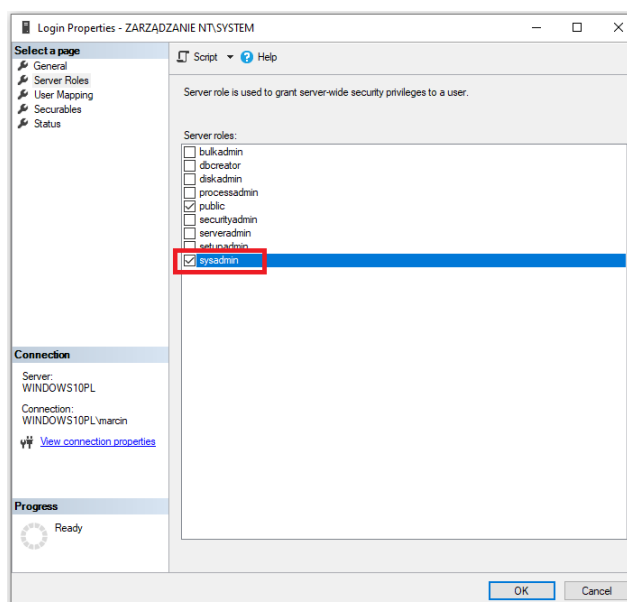 Login Properties - ZARZĄDZANIE NT\SYSTEM
Select a page
General
Server Roles
User Mapping
Securables
Status
Script
Help
Server role is used to grant server-wide security privileges to a user.
Server roles:
bulkadmin
dbcreator
diskadmin
processadmin
public
securityadmin
serveradmin
setupadmin
sysadmin
Connection
Server:
WINDOWS10PL
Connection:
WINDOWS10PL\marcin
View connection properties
Progress
Ready
OK
Cancel